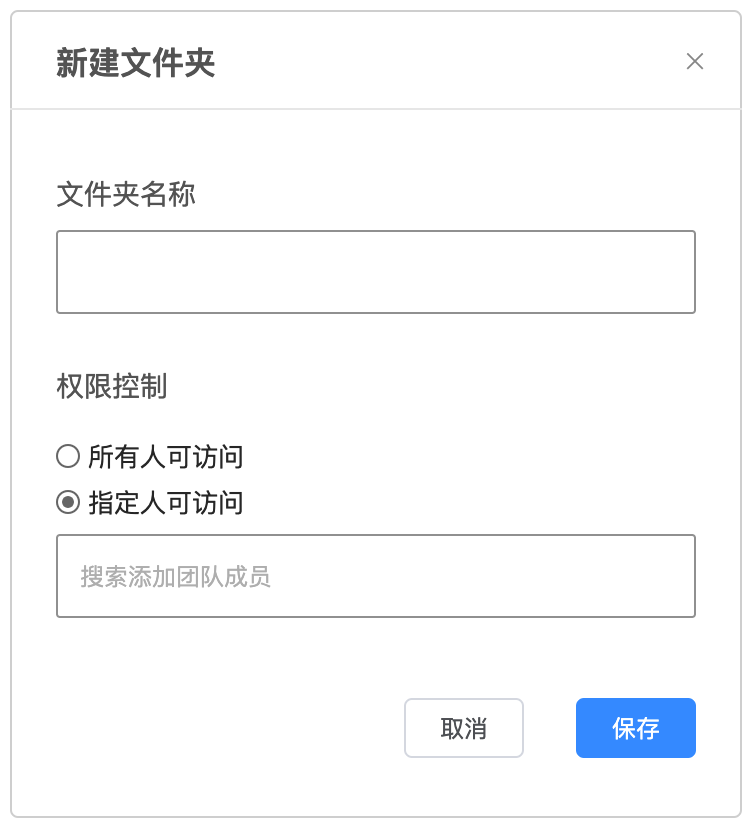 新建文件夹
文件夹名称
权限控制
所有人可访问
指定人可访问
搜索添加团队成员
取消
保存